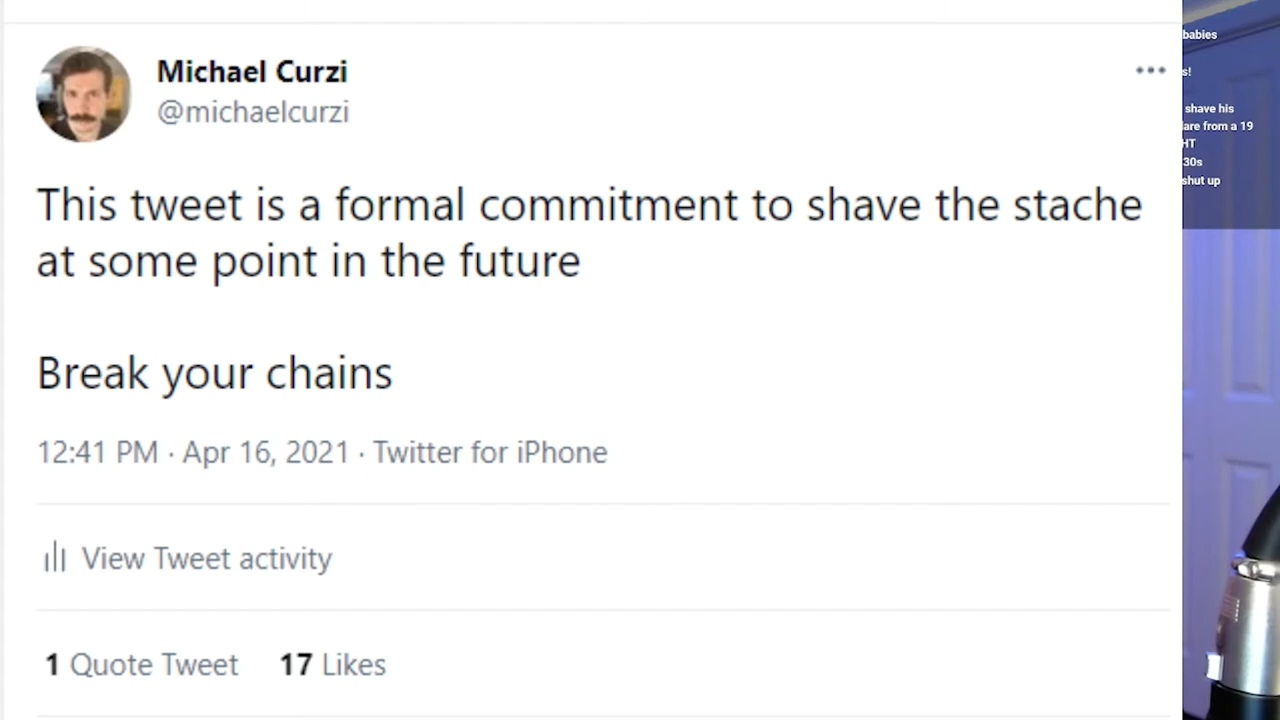 Michael Curzi
@michaelcurzi
This tweet is a formal commitment to shave the stache
at some point in the future
Break your chains
12:41 PM · Apr 16, 2021 · Twitter for iPhone
View Tweet activity
1 Quote Tweet 17 Likes
babies
s!
shave his
from a 19
HT
30s
shut up